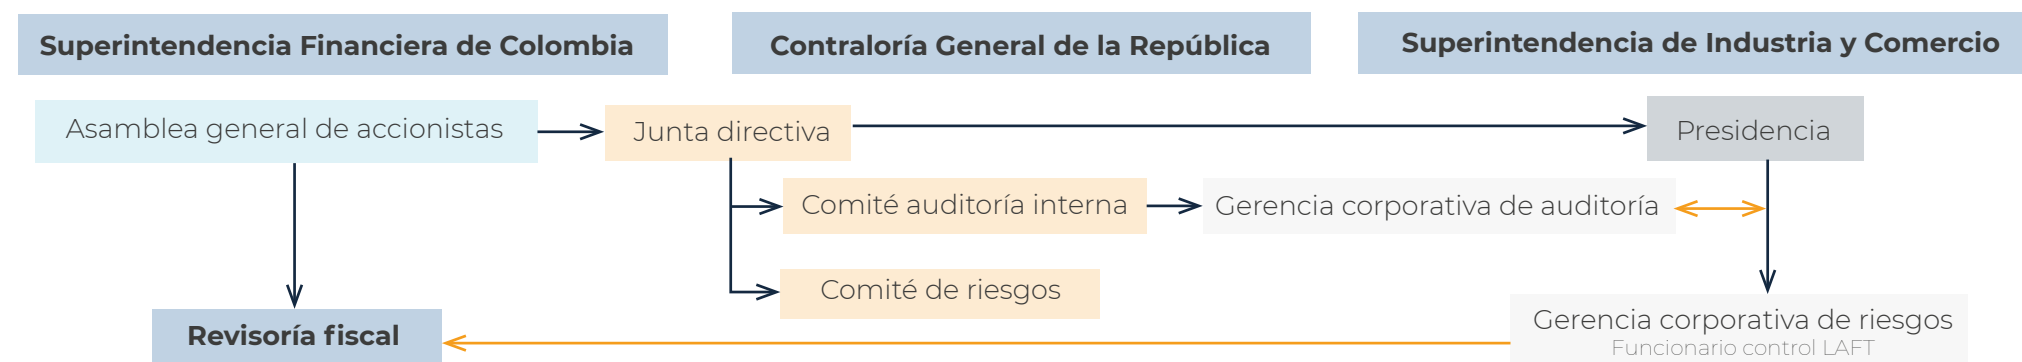 Superintendencia Financiera de Colombia
Contraloría General de la República
Superintendencia de Industria y Comercio
Asamblea general de accionistas
Junta directiva
Presidencia
Comité auditoría interna
Gerencia corporativa de auditoría
Comité de riesgos
Revisoría fiscal
Gerencia corporativa de riesgos
Funcionario control LAFT